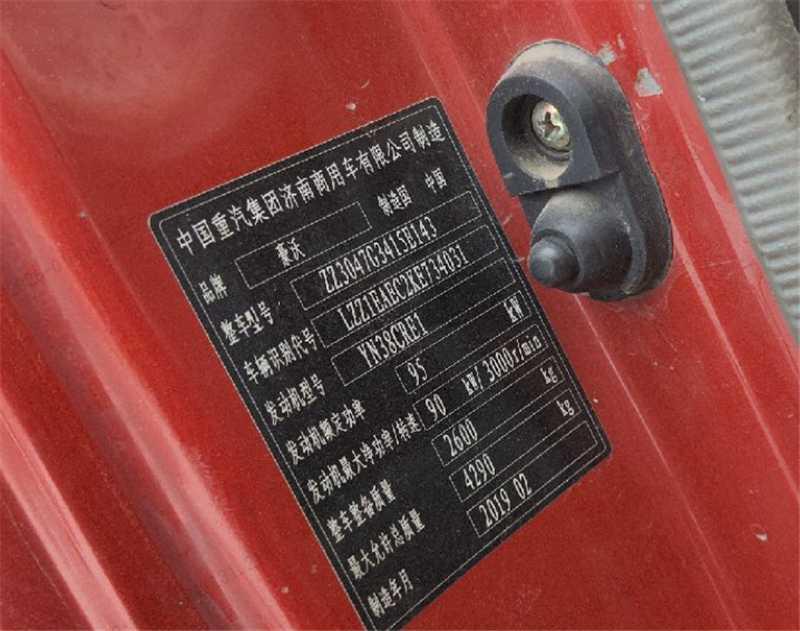 中国重汽集团济南商用车有限公司制造
品牌 豪沃 制造国 中国
整车型号 ZZ3047G3415E143
车辆识别代号 LZZ1EAEC2KE734031
发动机型号 YN38CRE1
发动机额定功率 95 kW
发动机最大净功率/转速 90 kW/ 3000r/min
整车整备质量 2600 kg
最大允许总质量 4290 kg
制造年月 2019 02